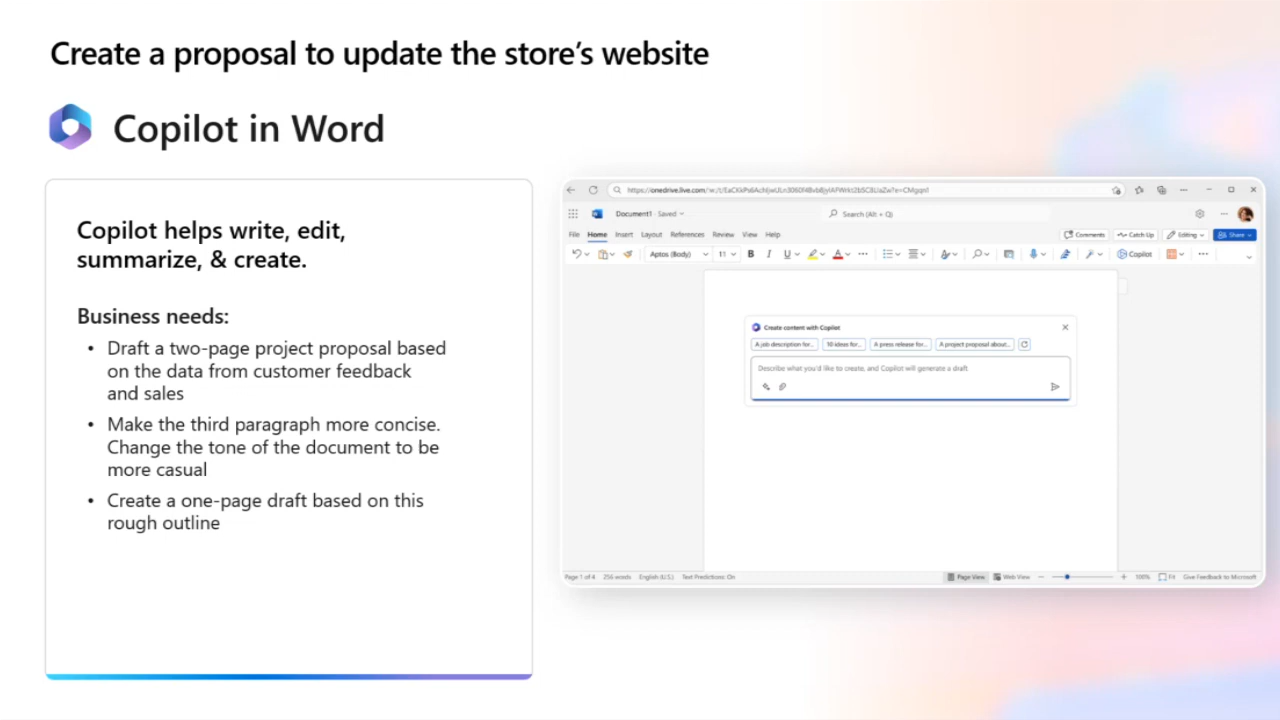 Create a proposal to update the store's website
Copilot in Word
Copilot helps write, edit,
summarize, & create.
Business needs:
• Draft a two-page project proposal based
on the data from customer feedback
and sales
• Make the third paragraph more concise.
Change the tone of the document to be
more casual
• Create a one-page draft based on this
rough outline
Document1 - Saved
Search (Alt + Q)
File Home Insert Layout References Review View Help
Comments Catch Up Editing Share
Aptos (Body) 11 B I U A Copilot
Create content with Copilot
A job description for... 10 ideas for... A press release for... A project proposal about...
Describe what you'd like to create, and Copilot will generate a draft
Page 1 of 4 256 words English (U.S.) Text Predictions: On
Page View Web View 100% Fit Give Feedback to Microsoft